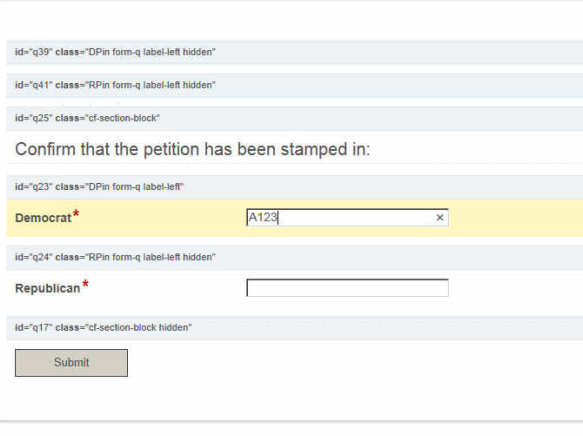 id="q39" class="DPin form-q label-left hidden"
id="q41" class="RPin form-q label-left hidden"
id="q25" class="cf-section-block"
Confirm that the petition has been stamped in:
id="q23" class="DPin form-q label-left"
Democrat* A123 ×
id="q24" class="RPin form-q label-left hidden"
Republican*
id="q17" class="cf-section-block hidden"
Submit